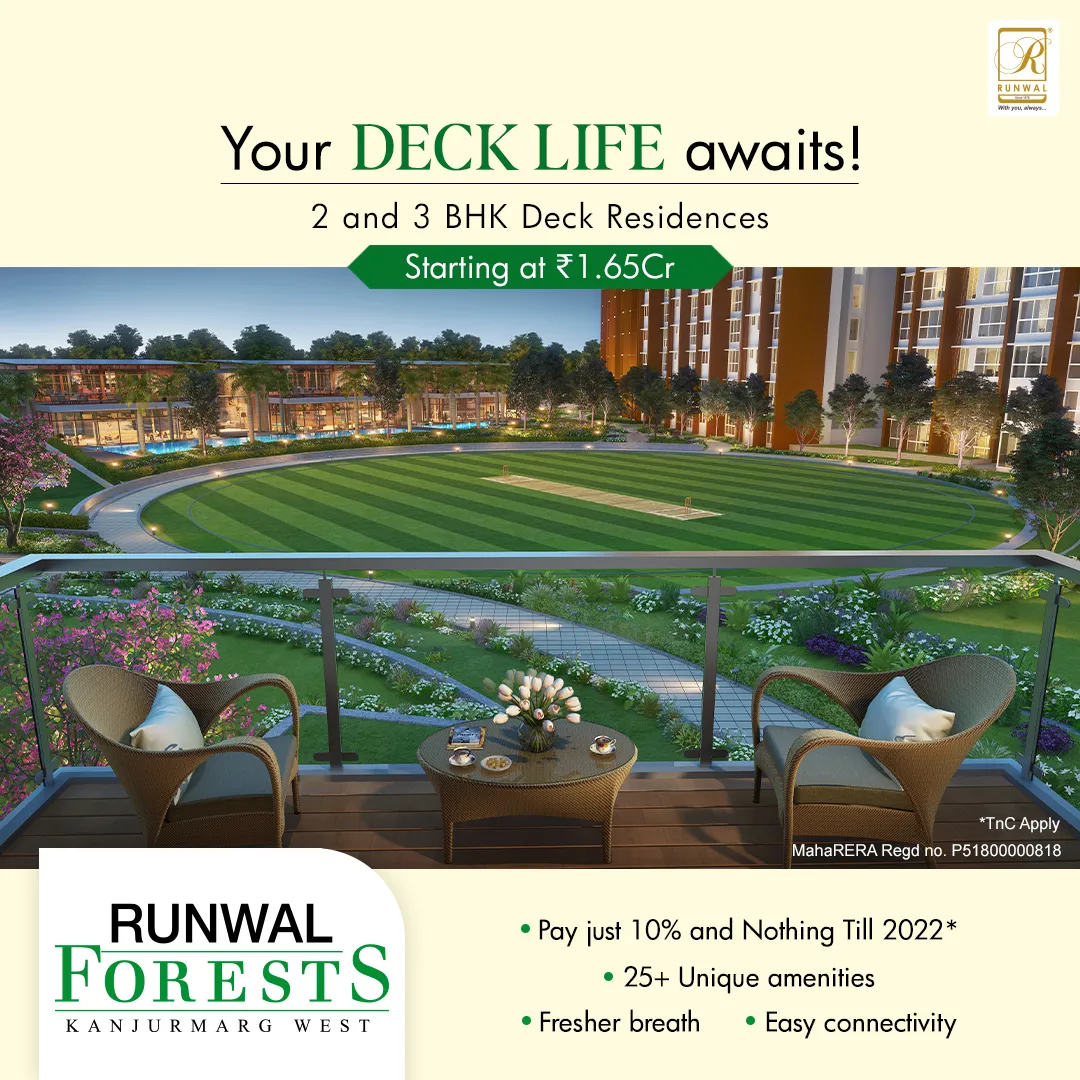 R
RUNWAL
With you, always...
Your DECK LIFE awaits!
2 and 3 BHK Deck Residences
Starting at ₹1.65Cr
*TnC Apply
MahaRERA Regd no. P51800000818
RUNWAL
FORESTS
KANJURMARG WEST
• Pay just 10% and Nothing Till 2022*
• 25+ Unique amenities
• Fresher breath • Easy connectivity